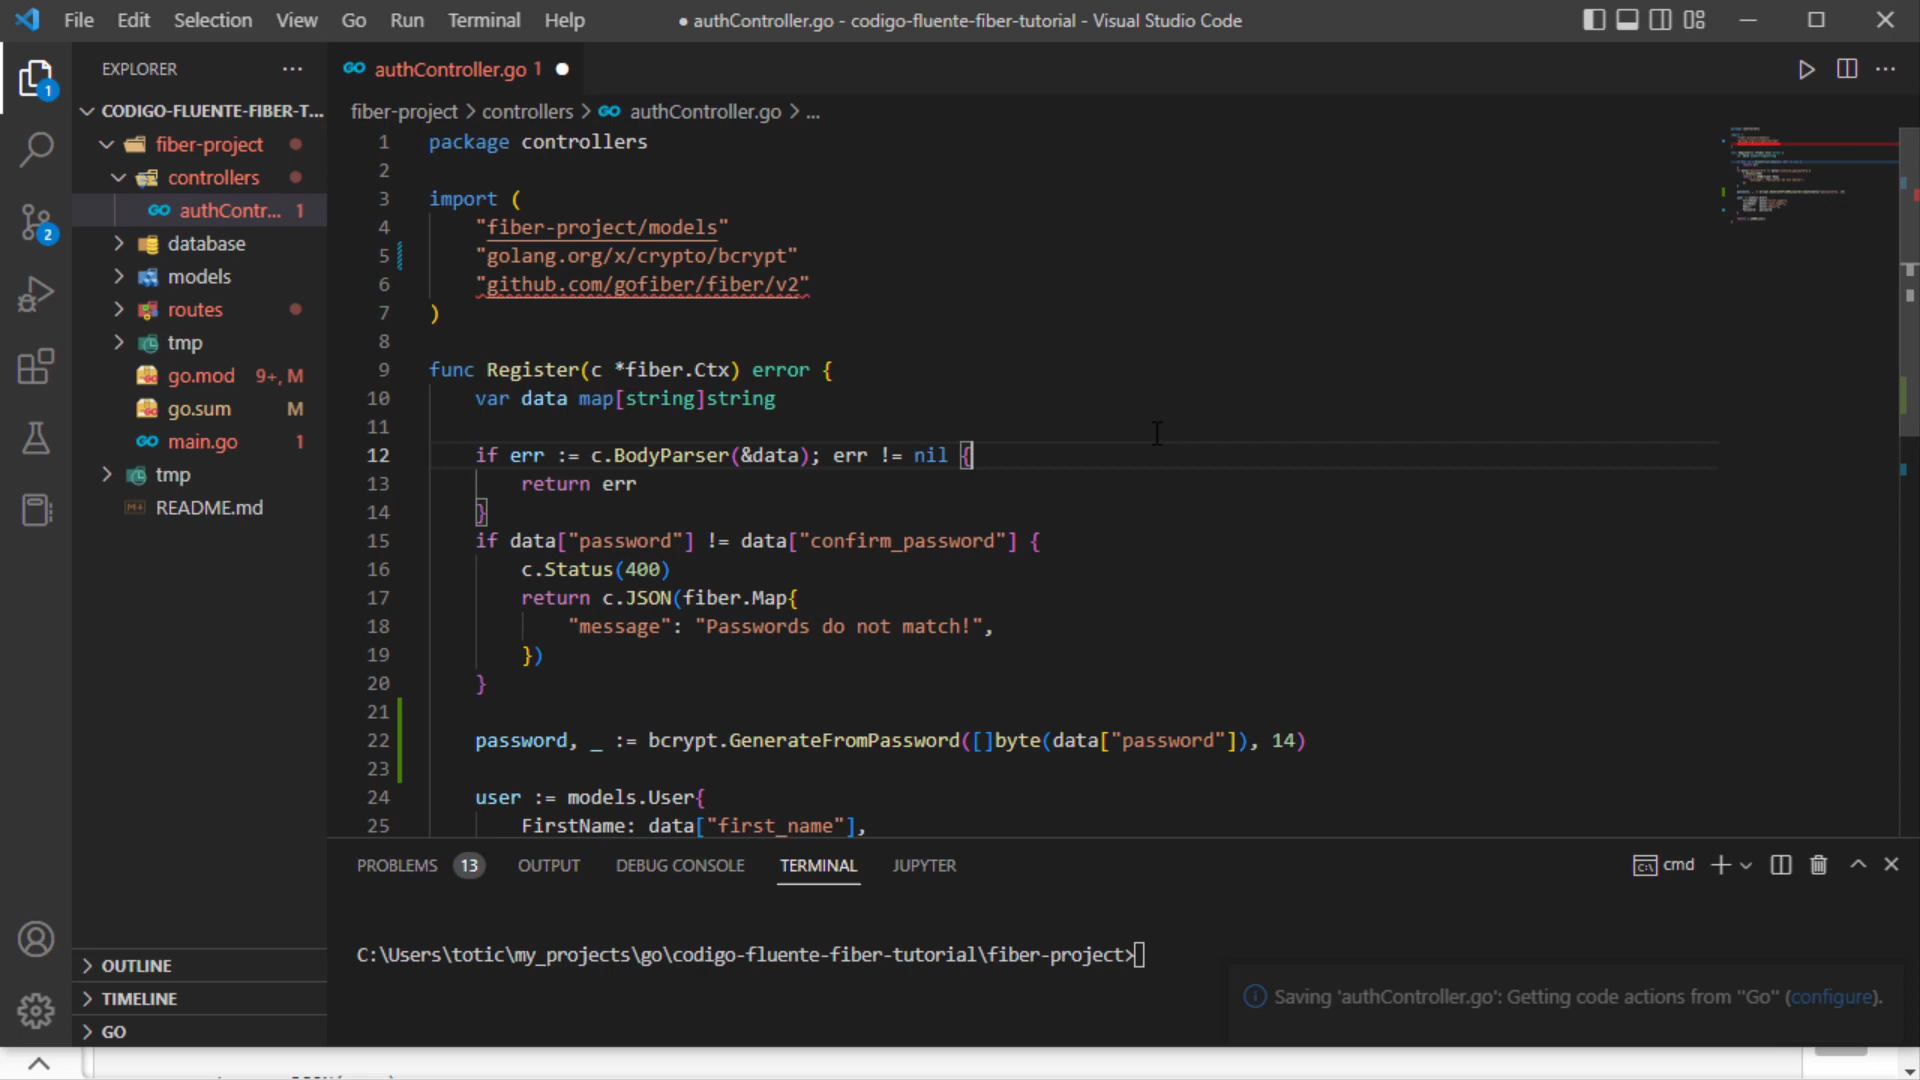 File Edit Selection View Go Run Terminal Help
● authController.go - codigo-fluente-fiber-tutorial - Visual Studio Code
EXPLORER ...
authController.go 1
1
CODIGO-FLUENTE-FIBER-T...
fiber-project > controllers > authController.go > ...
fiber-project
controllers
authContr... 1
database
models
routes
tmp
go.mod 9+, M
go.sum M
main.go 1
tmp
README.md
2
1 package controllers
2
3 import (
4 "fiber-project/models"
5 "golang.org/x/crypto/bcrypt"
6 "github.com/gofiber/fiber/v2"
7 )
8
9 func Register(c *fiber.Ctx) error {
10 var data map[string]string
11
12 if err := c.BodyParser(&data); err != nil {
13 return err
14 }
15 if data["password"] != data["confirm_password"] {
16 c.Status(400)
17 return c.JSON(fiber.Map{
18 "message": "Passwords do not match!",
19 })
20 }
21
22 password, _ := bcrypt.GenerateFromPassword([]byte(data["password"]), 14)
23
24 user := models.User{
25 FirstName: data["first_name"],
PROBLEMS 13 OUTPUT DEBUG CONSOLE TERMINAL JUPYTER
cmd
C:\Users\totic\my_projects\go\codigo-fluente-fiber-tutorial\fiber-project>
OUTLINE
TIMELINE
GO
Saving 'authController.go': Getting code actions from "Go" (configure).